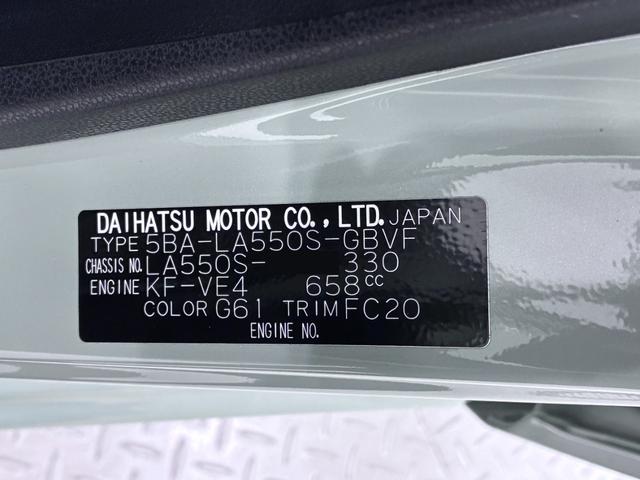 DAIHATSU MOTOR CO., LTD. JAPAN
TYPE 5BA-LA550S-GBVF
CHASSIS NO. LA550S- 330
ENGINE KF-VE4 658cc
COLOR G61 TRIM FC20
ENGINE NO.